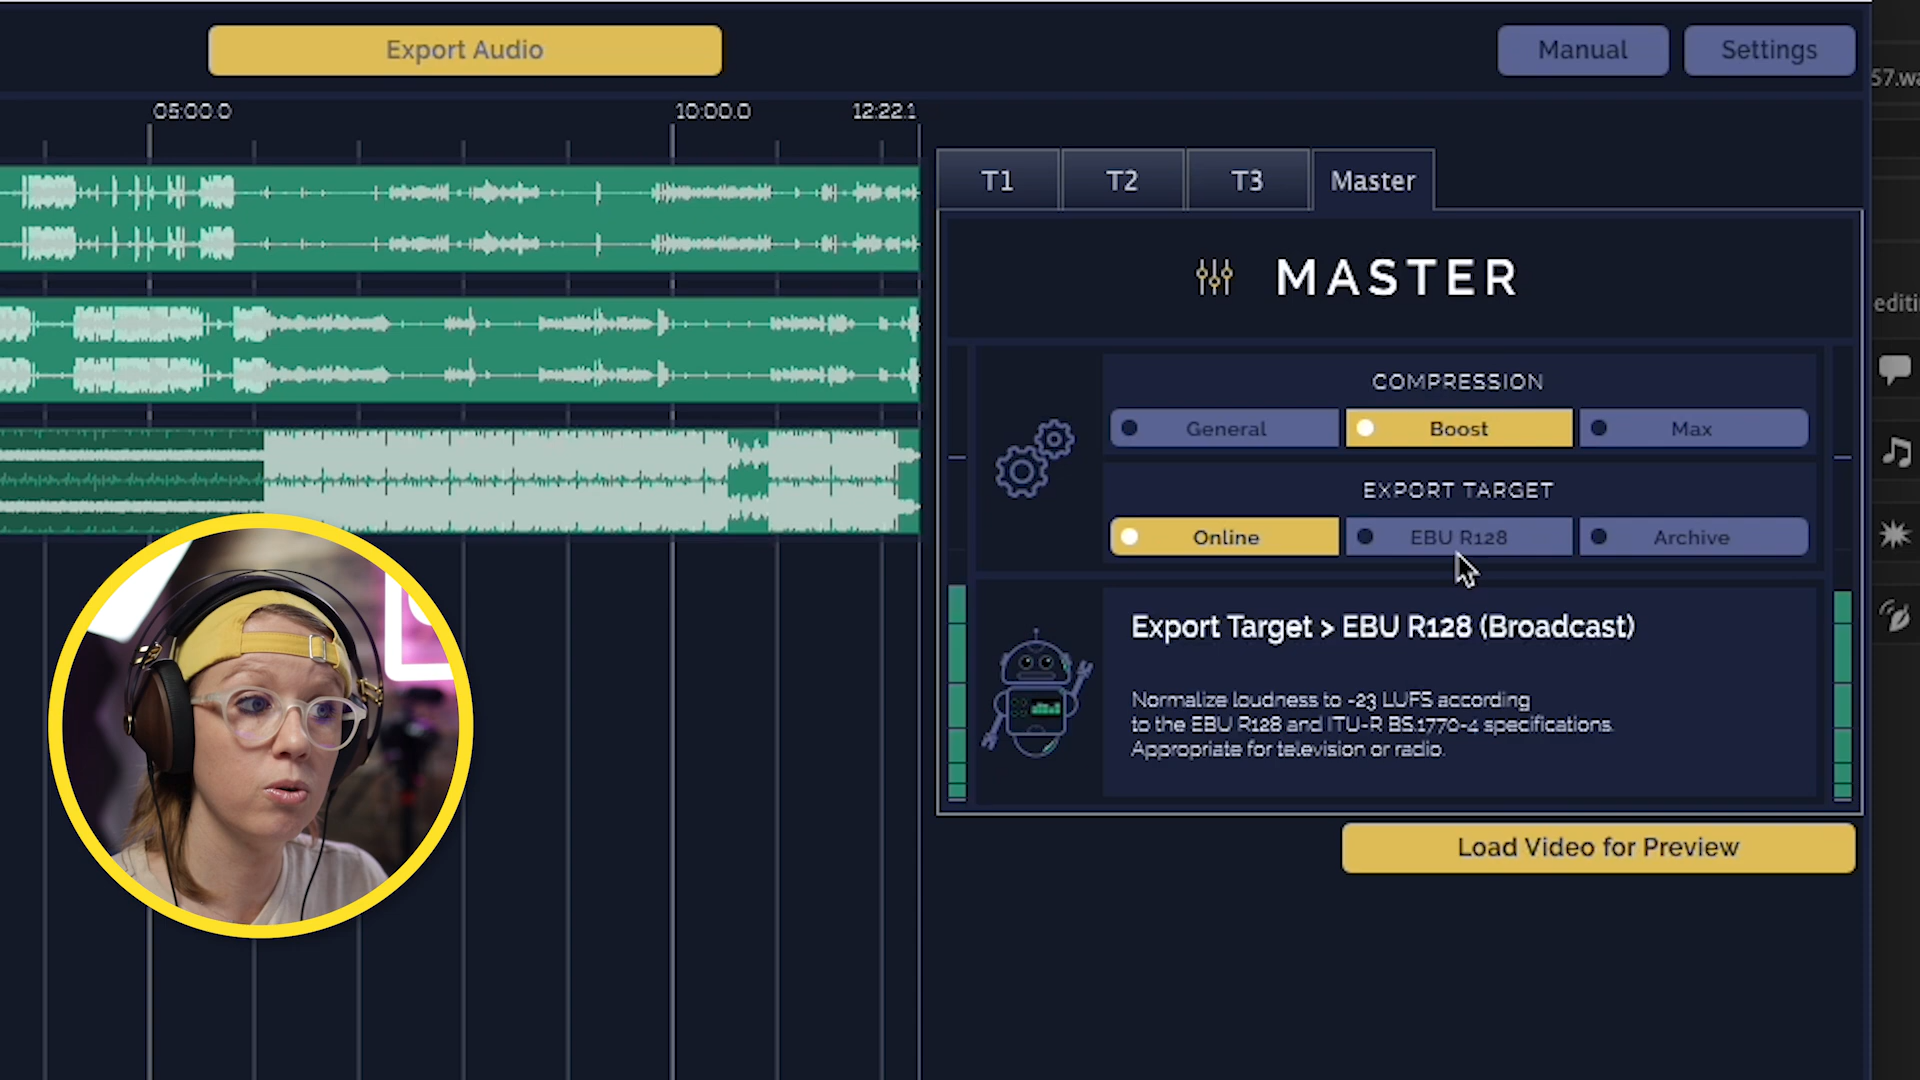 Export Audio
Manual
Settings
57.wa
05:00.0
10:00.0
12:22.1
T1
T2
T3
Master
MASTER
editin
COMPRESSION
General
Boost
Max
EXPORT TARGET
Online
EBU R128
Archive
Export Target > EBU R128 (Broadcast)
Normalize loudness to -23 LUFS according
to the EBU R128 and ITU-R BS.1770-4 specifications.
Appropriate for television or radio.
Load Video for Preview